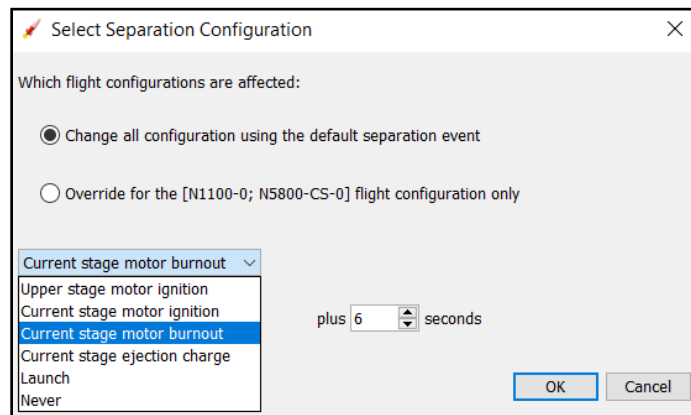 Select Separation Configuration
Which flight configurations are affected:
Change all configuration using the default separation event
Override for the [N1100-0; N5800-CS-0] flight configuration only
Current stage motor burnout
Upper stage motor ignition
Current stage motor ignition
Current stage motor burnout
plus 6 seconds
Current stage ejection charge
Launch
Never
OK Cancel